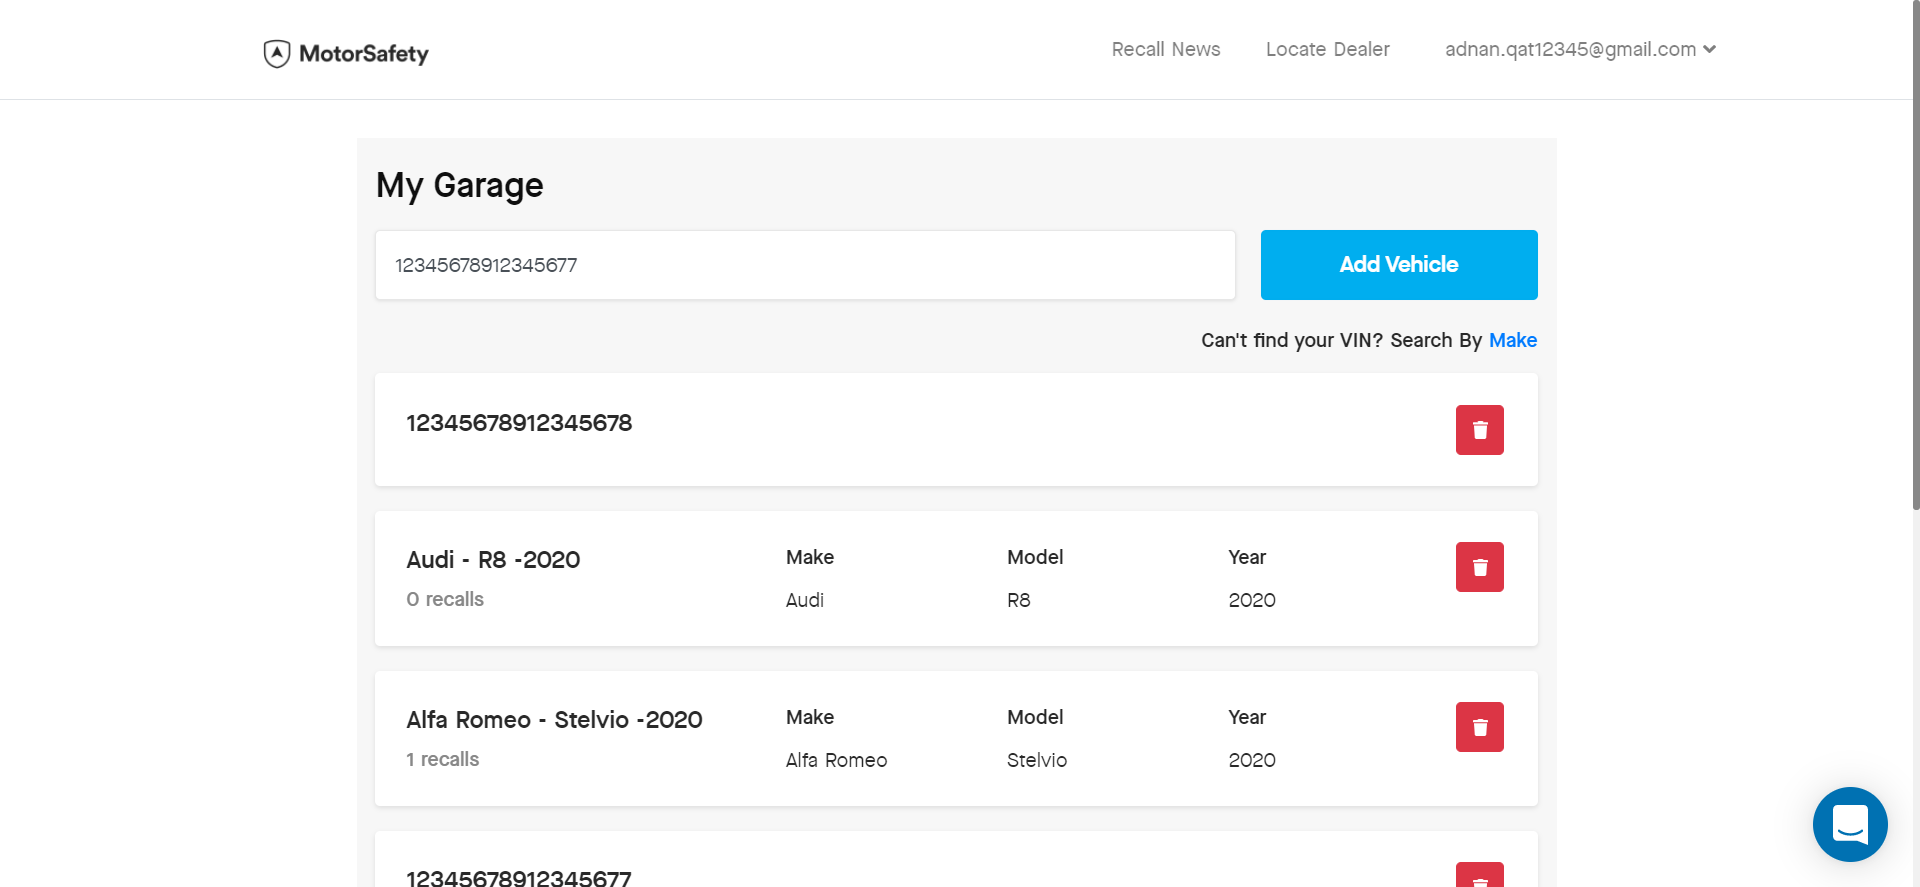 MotorSafety
Recall News
Locate Dealer
adnan.qat12345@gmail.com
My Garage
12345678912345677
Add Vehicle
Can't find your VIN? Search By Make
12345678912345678
Audi - R8 -2020
Make
Model
Year
0 recalls
Audi
R8
2020
Alfa Romeo - Stelvio -2020
Make
Model
Year
1 recalls
Alfa Romeo
Stelvio
2020
12345678912345677